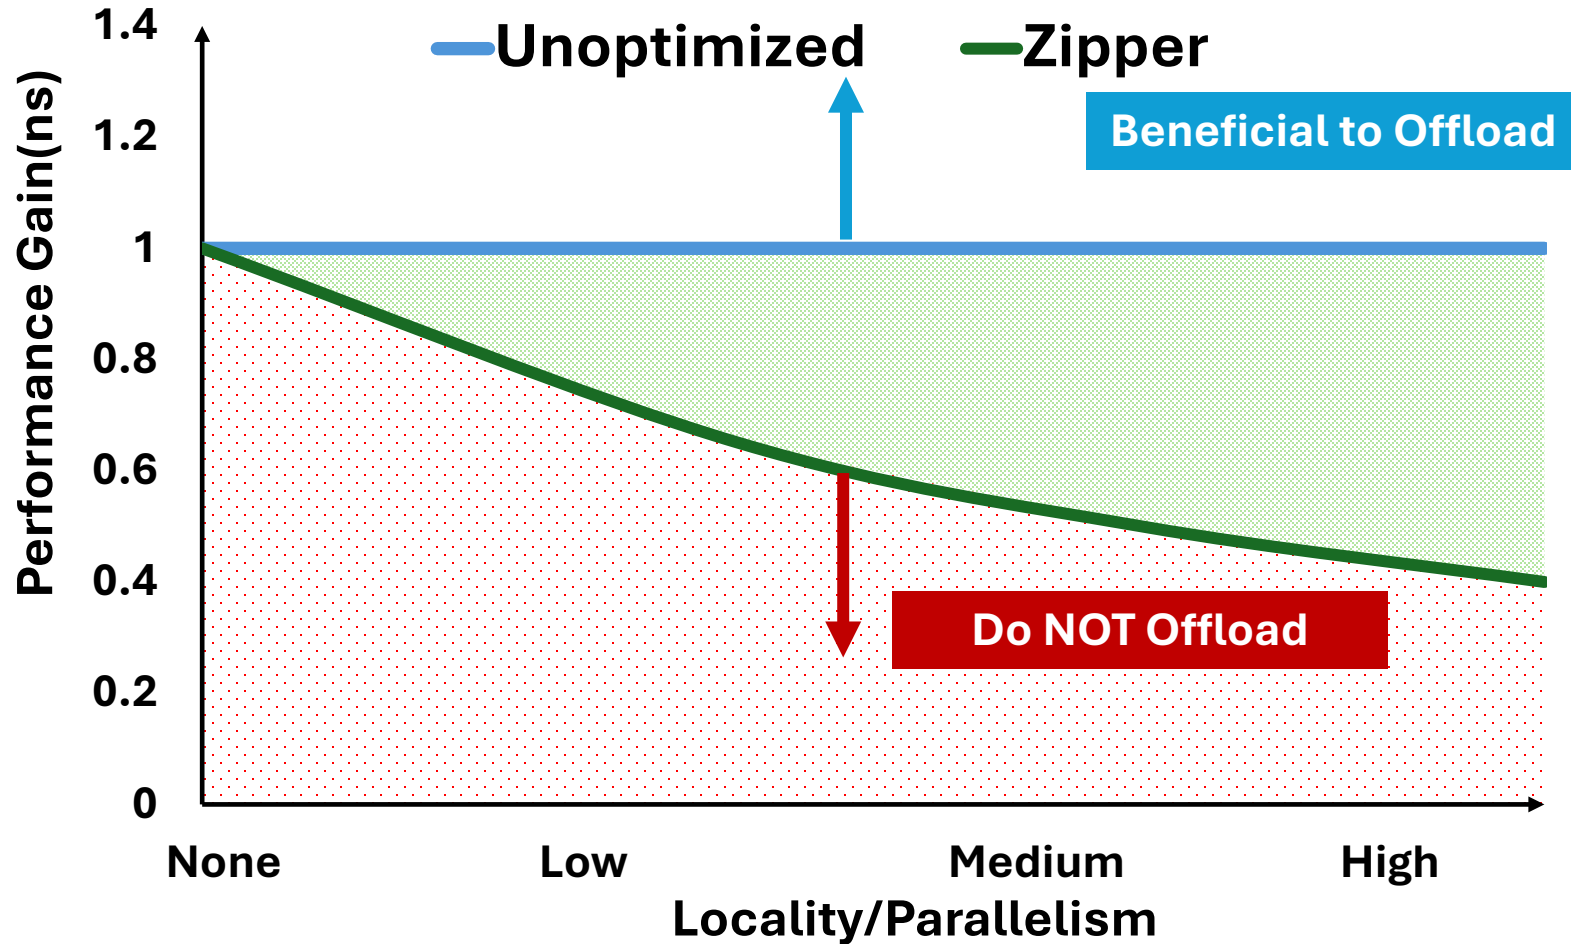 Unoptimized
Zipper
Beneficial to Offload
Do NOT Offload
Performance Gain(ns)
1.4
1.2
1
0.8
0.6
0.4
0.2
0
None
Low
Medium
High
Locality/Parallelism